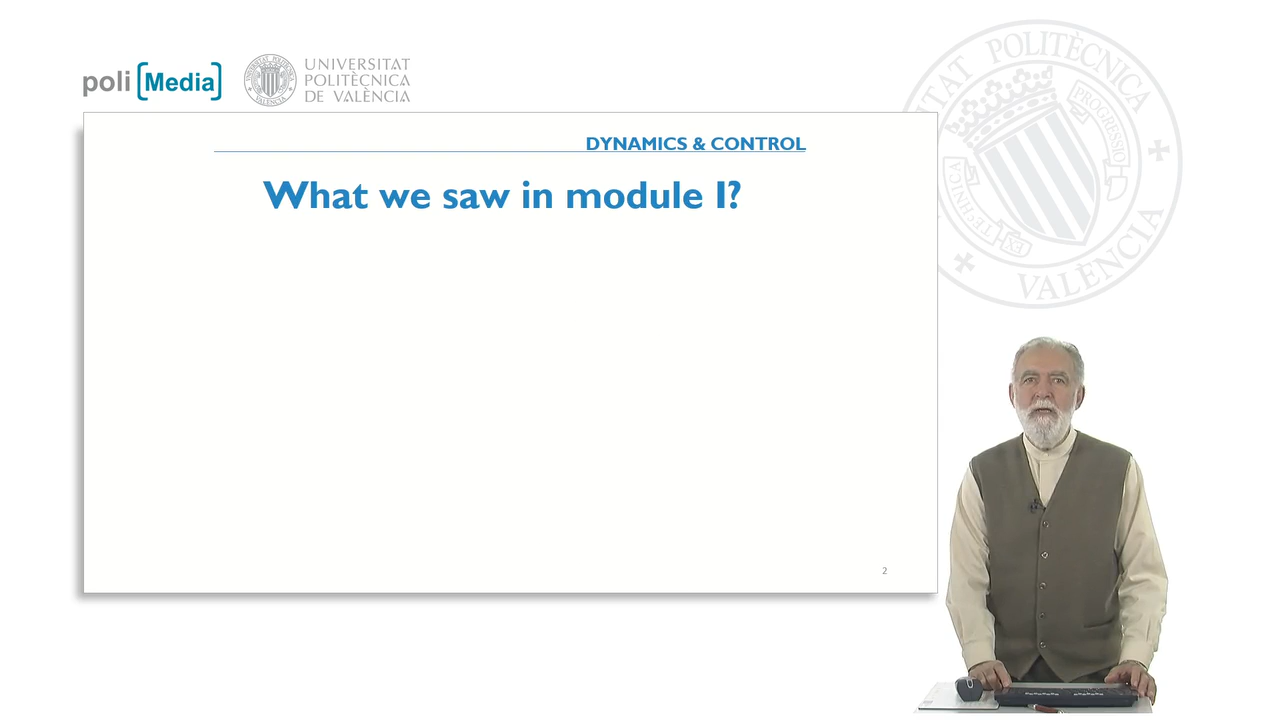 poli [Media]
UNIVERSITAT
POLITÈCNICA
DE VALÈNCIA
DYNAMICS & CONTROL
What we saw in module I?
2
POLITÈCNICA
VALÈNCIA
PROGRESSIO